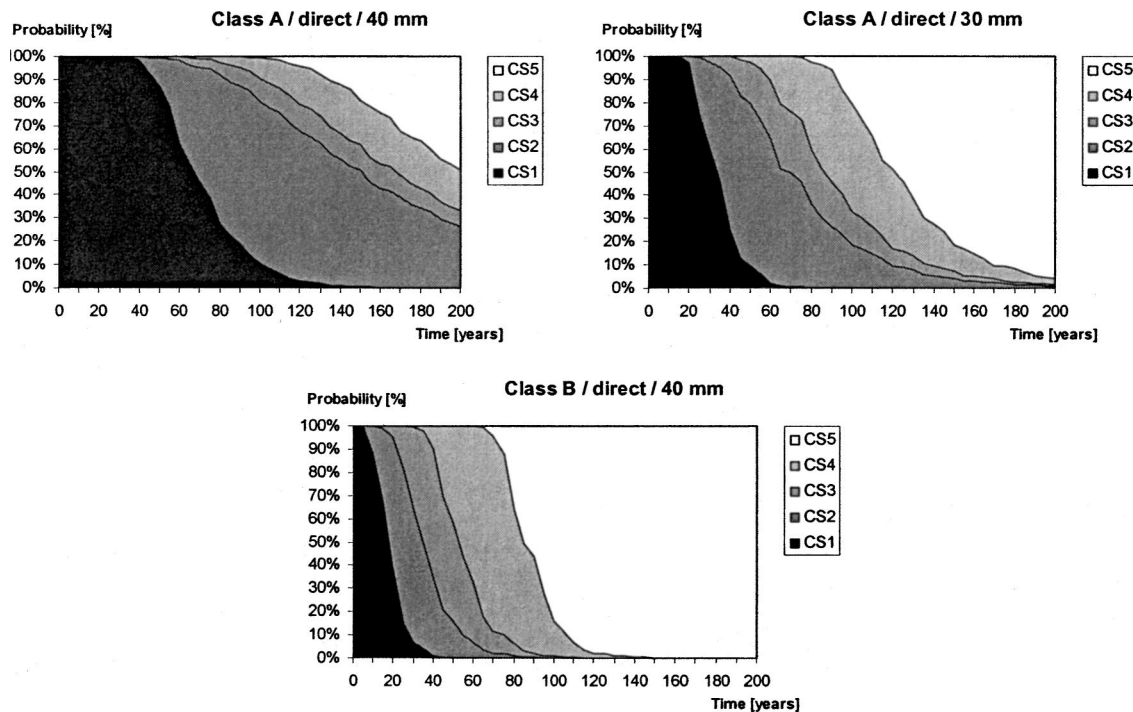 Class A / direct / 40 mm
Probability [%]
100%
90%
80%
70%
60%
50%
40%
30%
20%
10%
0%
0 20 40 60 80 100 120 140 160 180 200
Time [years]
CS5
CS4
CS3
CS2
CS1
Class A / direct / 30 mm
Probability [%]
100%
90%
80%
70%
60%
50%
40%
30%
20%
10%
0%
0 20 40 60 80 100 120 140 160 180 200
Time [years]
CS5
CS4
CS3
CS2
CS1
Class B / direct / 40 mm
Probability [%]
100%
90%
80%
70%
60%
50%
40%
30%
20%
10%
0%
0 20 40 60 80 100 120 140 160 180 200
Time [years]
CS5
CS4
CS3
CS2
CS1